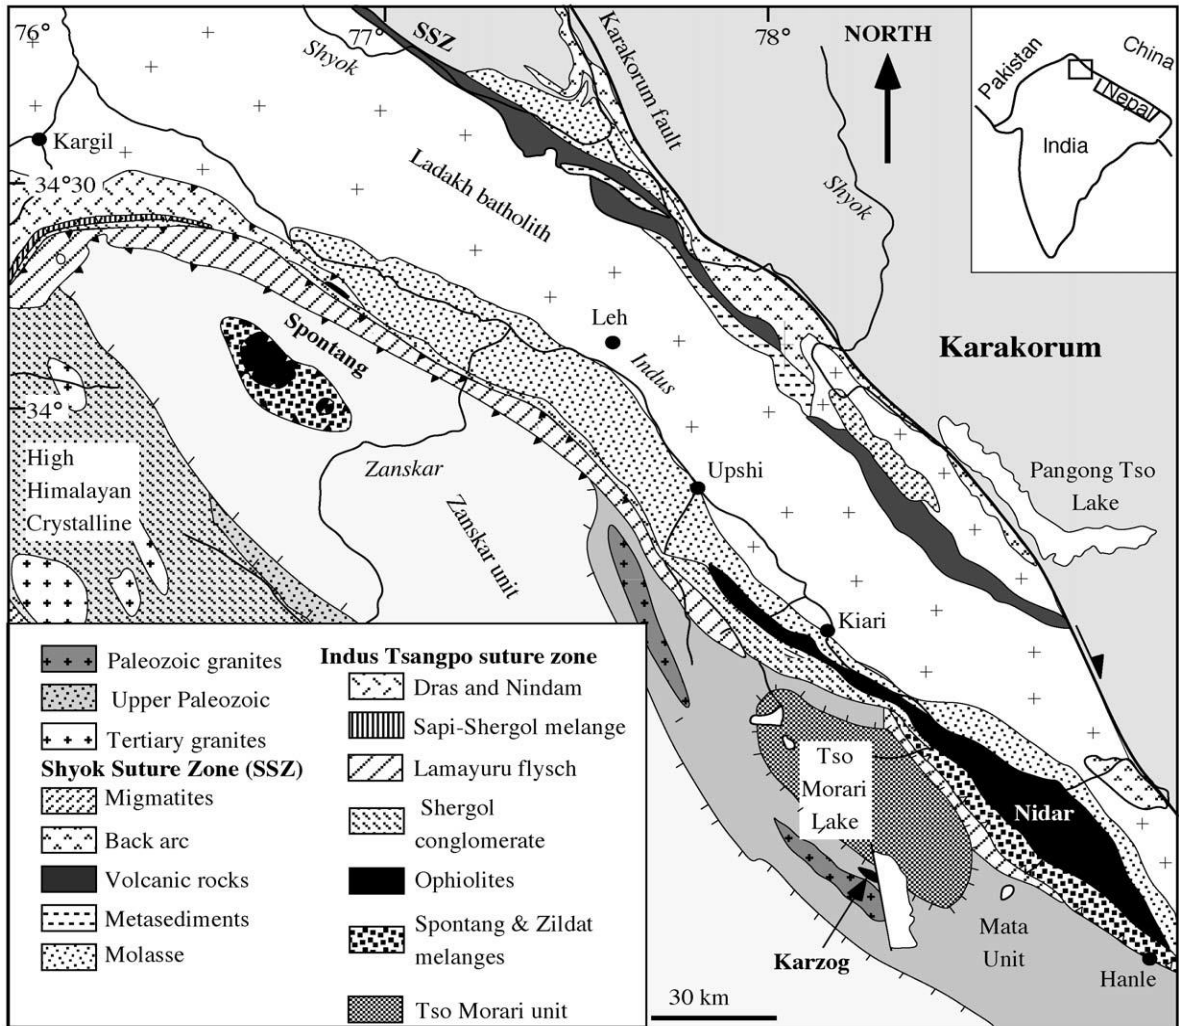 76°
77°
78°
SSZ
Shyok
Karakorum fault
NORTH
Pakistan
China
Nepal
India
Kargil
34°30
Ladakh batholith
Shyok
Leh
Indus
Spontang
Karakorum
34°
High
Himalayan
Crystalline
Zanskar
Zanskar unit
Upshi
Pangong Tso
Lake
Kiari
Tso
Morari
Lake
Nidar
Karzog
Mata
Unit
Hanle
30 km
Paleozoic granites
Upper Paleozoic
Tertiary granites
Shyok Suture Zone (SSZ)
Migmatites
Back arc
Volcanic rocks
Metasediments
Molasse
Indus Tsangpo suture zone
Dras and Nindam
Sapi-Shergol melange
Lamayuru flysch
Shergol
conglomerate
Ophiolites
Spontang & Zildat
melanges
Tso Morari unit